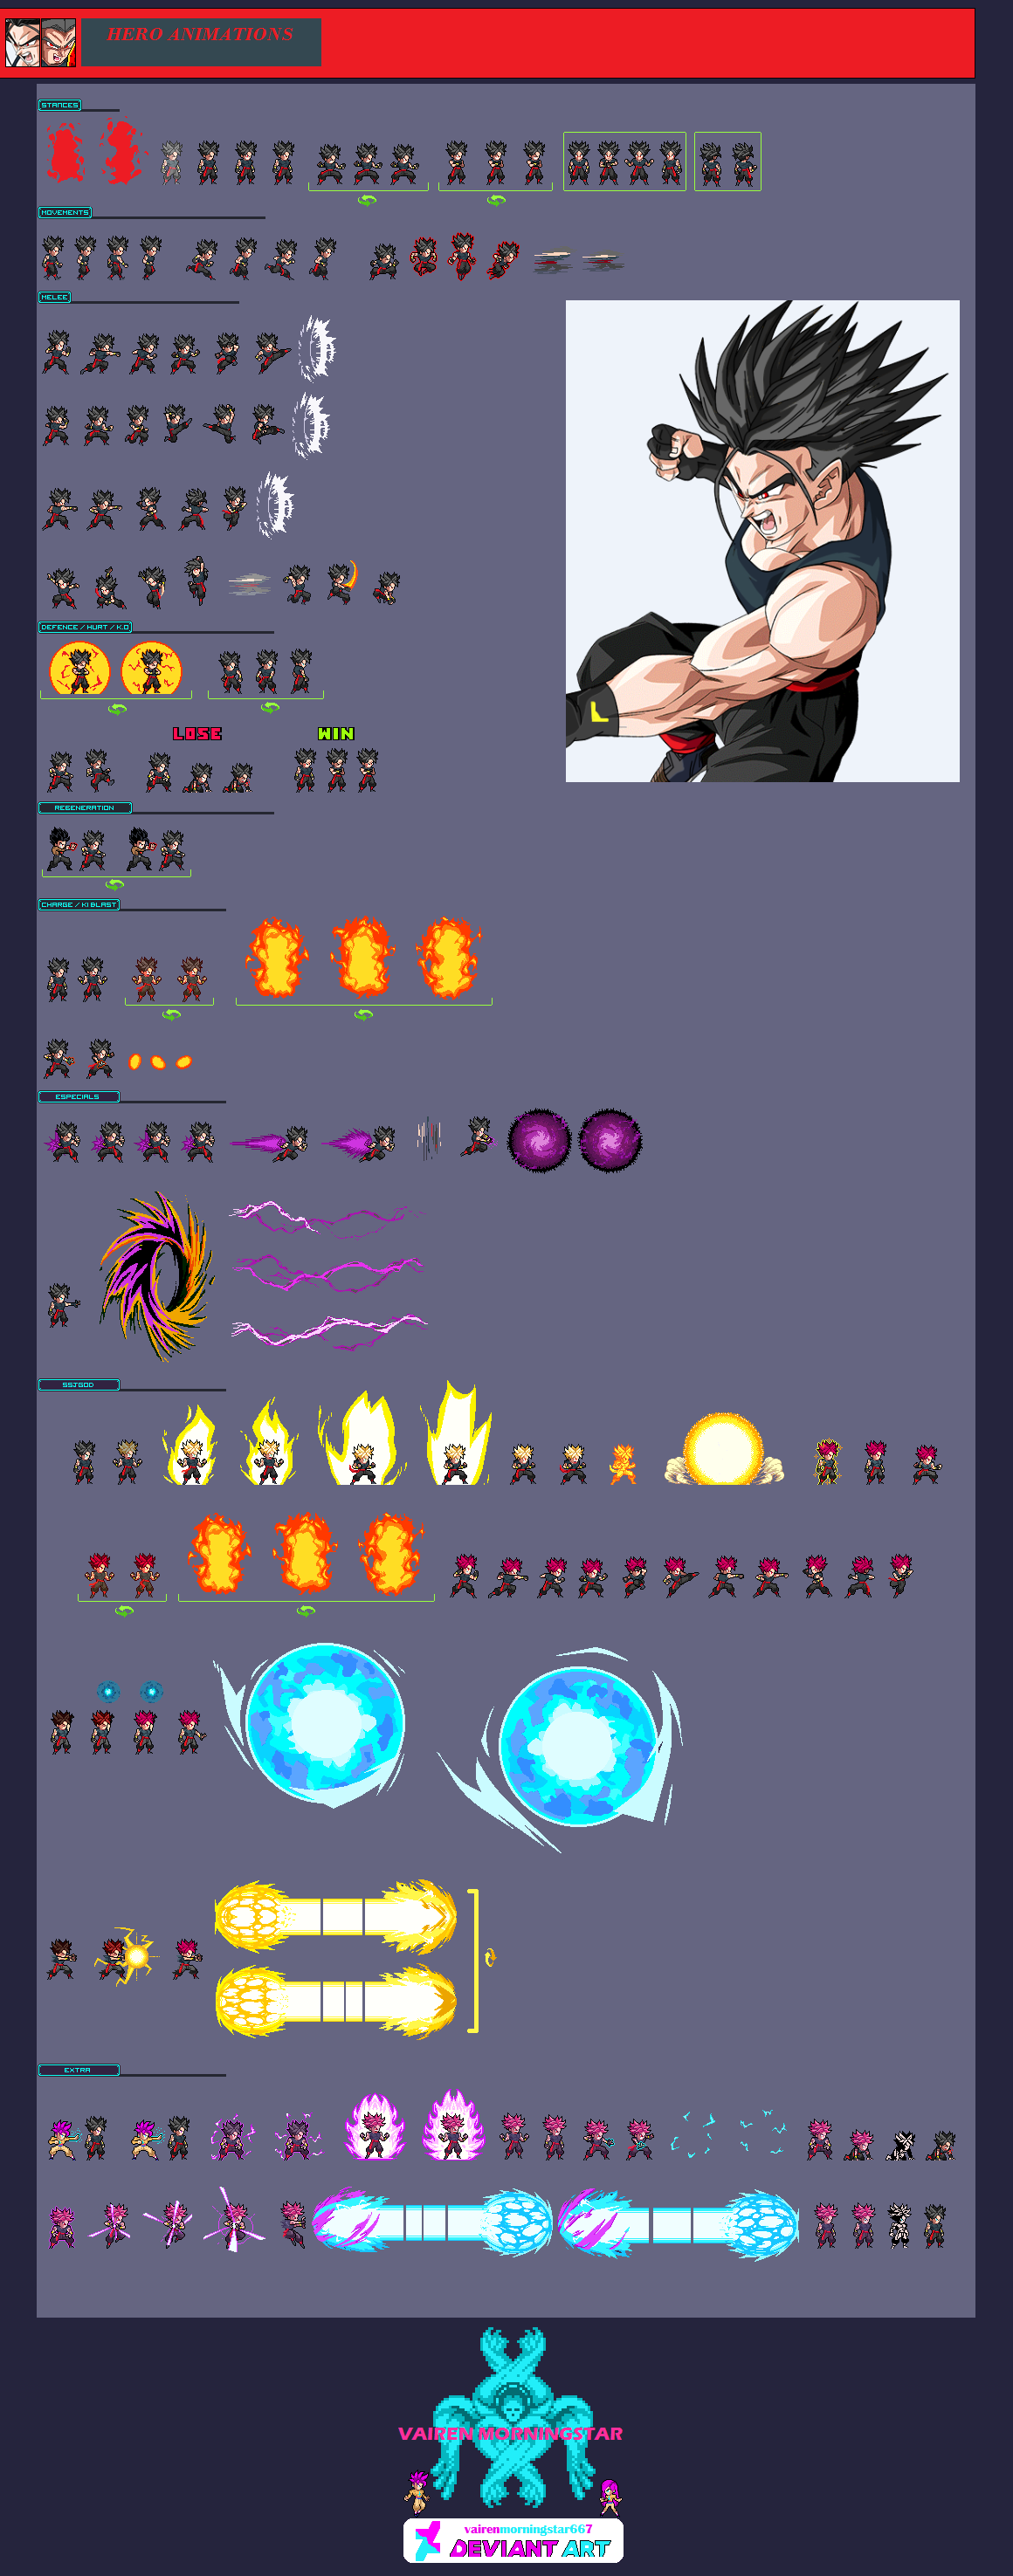 HERO ANIMATIONS
STANCES
MOVEMENTS
MELEE
DEFENCE / HURT / K.O
LOSE
WIN
REGENERATION
CHARGE / KI BLAST
ESPECIALS
SSJGOD
EXTRA
VAIREN MORNINGSTAR
vairenmorningstar667
DEVIANT ART